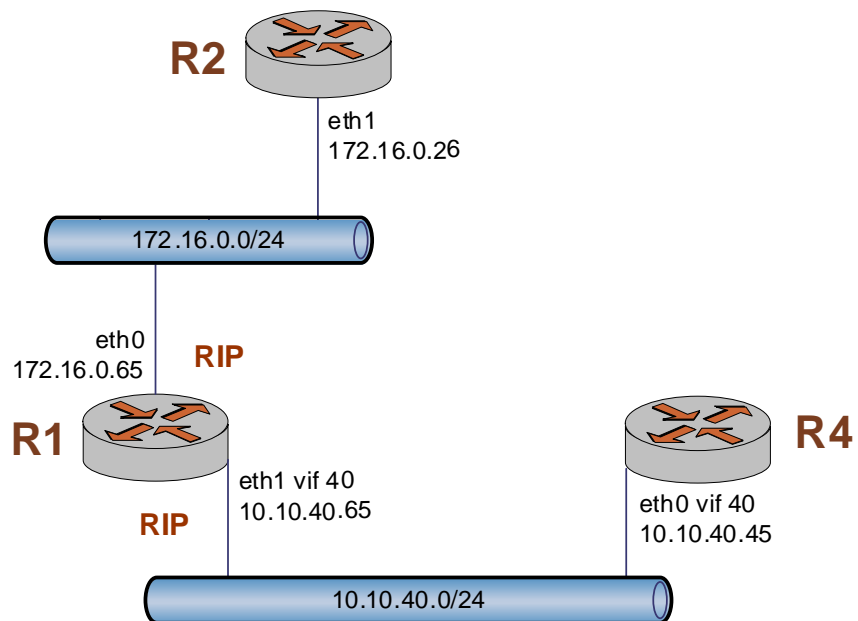 R2
eth1
172.16.0.26
172.16.0.0/24
eth0
172.16.0.65
RIP
R1
R4
eth1 vif 40
10.10.40.65
RIP
eth0 vif 40
10.10.40.45
10.10.40.0/24